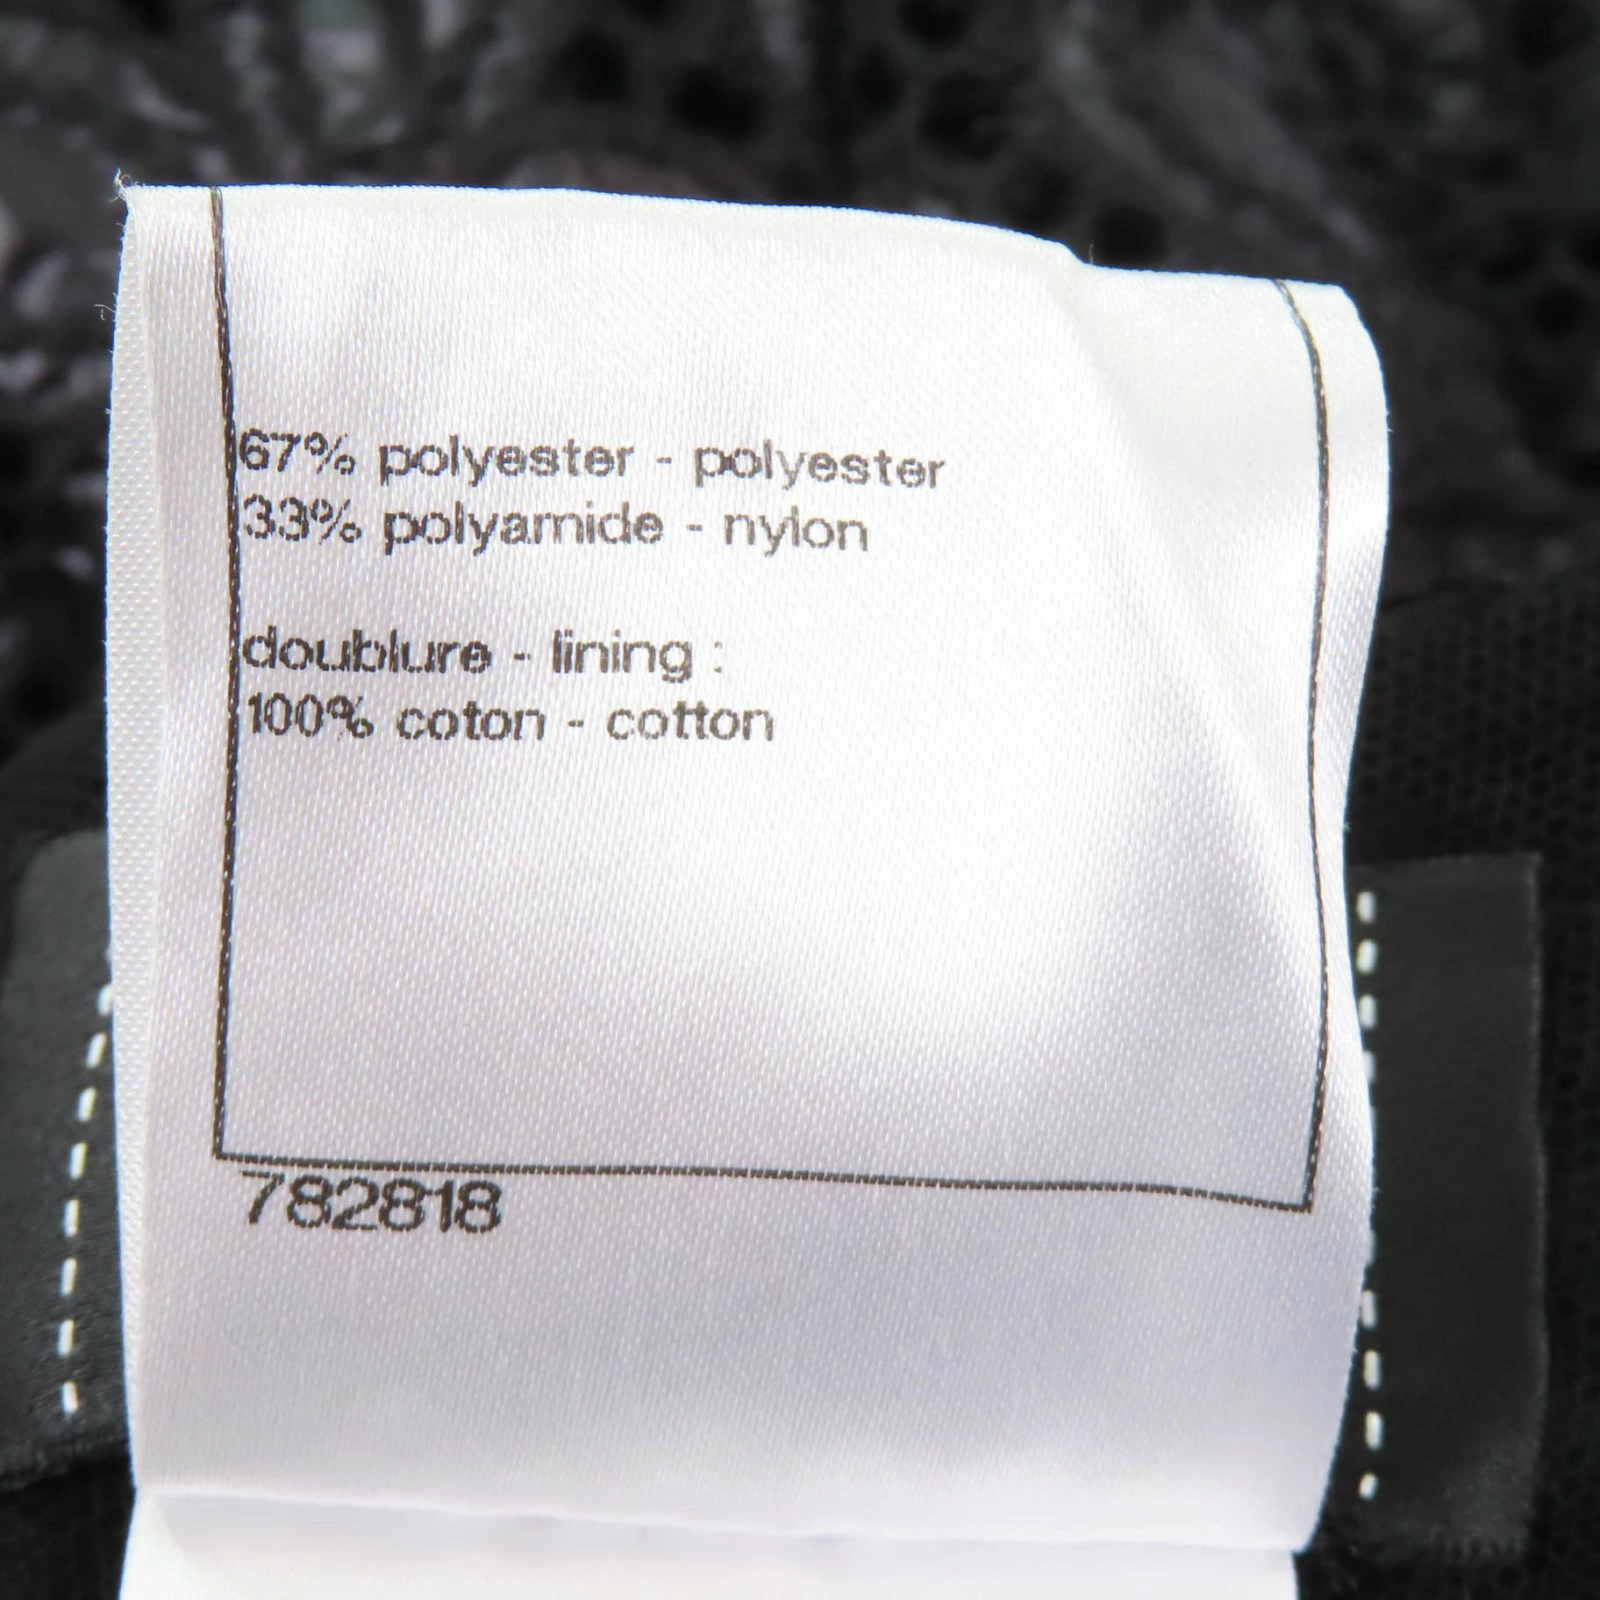 67% polyester - polyester
33% polyamide - nylon
doublure - lining :
100% coton - cotton
782818